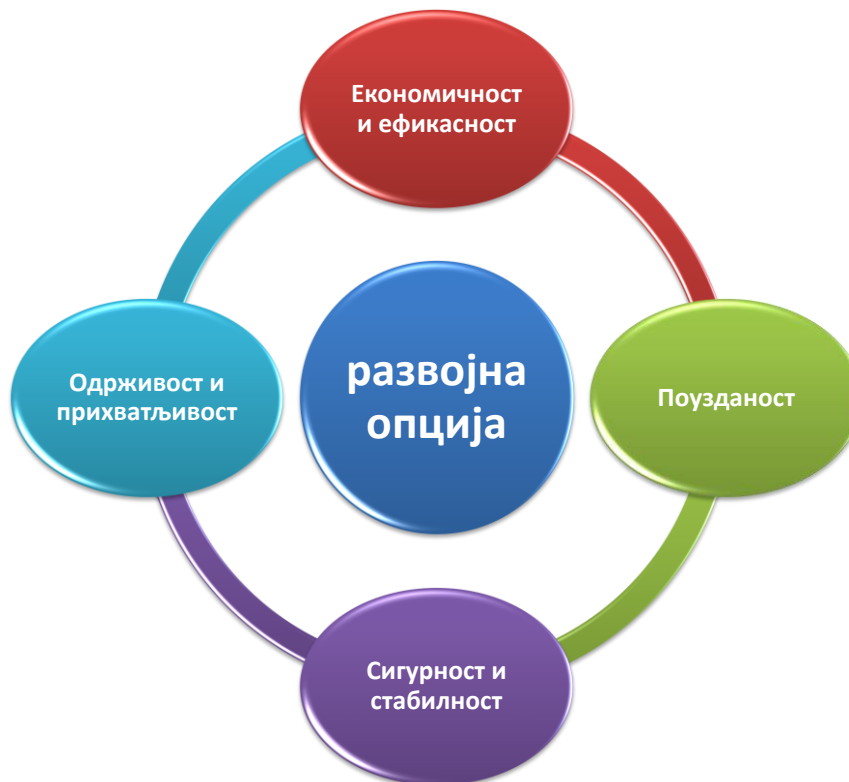 Економичност
и ефикасност
Одрживост и
прихватљивост
развојна
опција
Поузданост
Сигурност и
стабилност